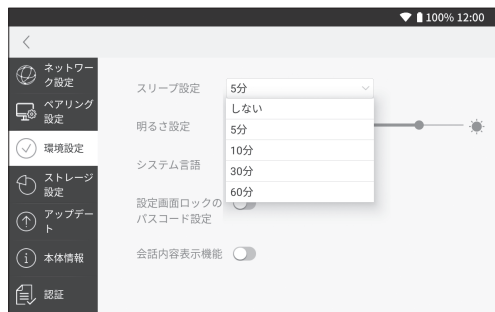 100% 12:00
ネットワー
ク設定
ペアリング
設定
環境設定
ストレージ
設定
アップデー
ト
本体情報
認証
スリープ設定
5分
しない
5分
10分
30分
60分
明るさ設定
システム言語
設定画面ロックの
パスコード設定
会話内容表示機能